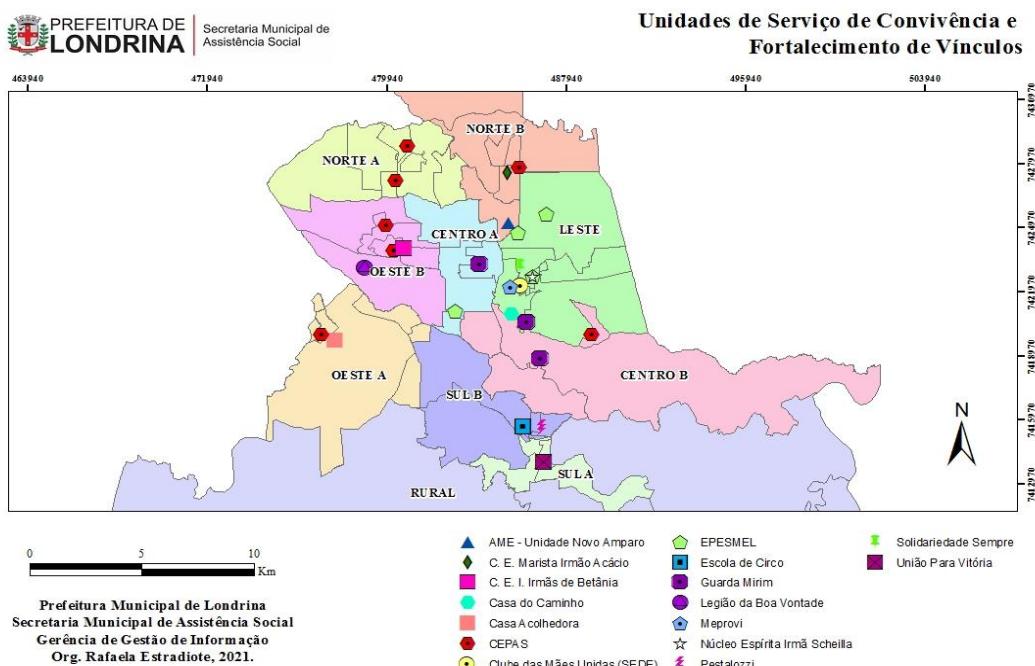 PREFEITURA DE
LONDRINA
Secretaria Municipal de
Assistência Social
Unidades de Serviço de Convivência e
Fortalecimento de Vínculos
463940 471940 479940 487940 495940 503940
7430970
7427970
7424970
7421970
7418970
7415970
7412970
NORTE B
NORTE A
LESTE
CENTRO A
OESTE B
OESTE A
CENTRO B
SUL B
SUL A
RURAL
N
0 5 10
Km
Prefeitura Municipal de Londrina
Secretaria Municipal de Assistência Social
Gerência de Gestão de Informação
Org. Rafaela Estradiote, 2021.
AME - Unidade Novo Amparo
C. E. Marista Irmão Acácio
C. E. I. Irmãs de Betânia
Casa do Caminho
Casa Acolhedora
CEPAS
Clube das Mães Unidas (SEDE)
EPESMEL
Escola de Circo
Guarda Mirim
Legião da Boa Vontade
Meprovi
Núcleo Espírita Irmã Scheilla
Pestalozzi
Solidariedade Sempre
União Para Vitória